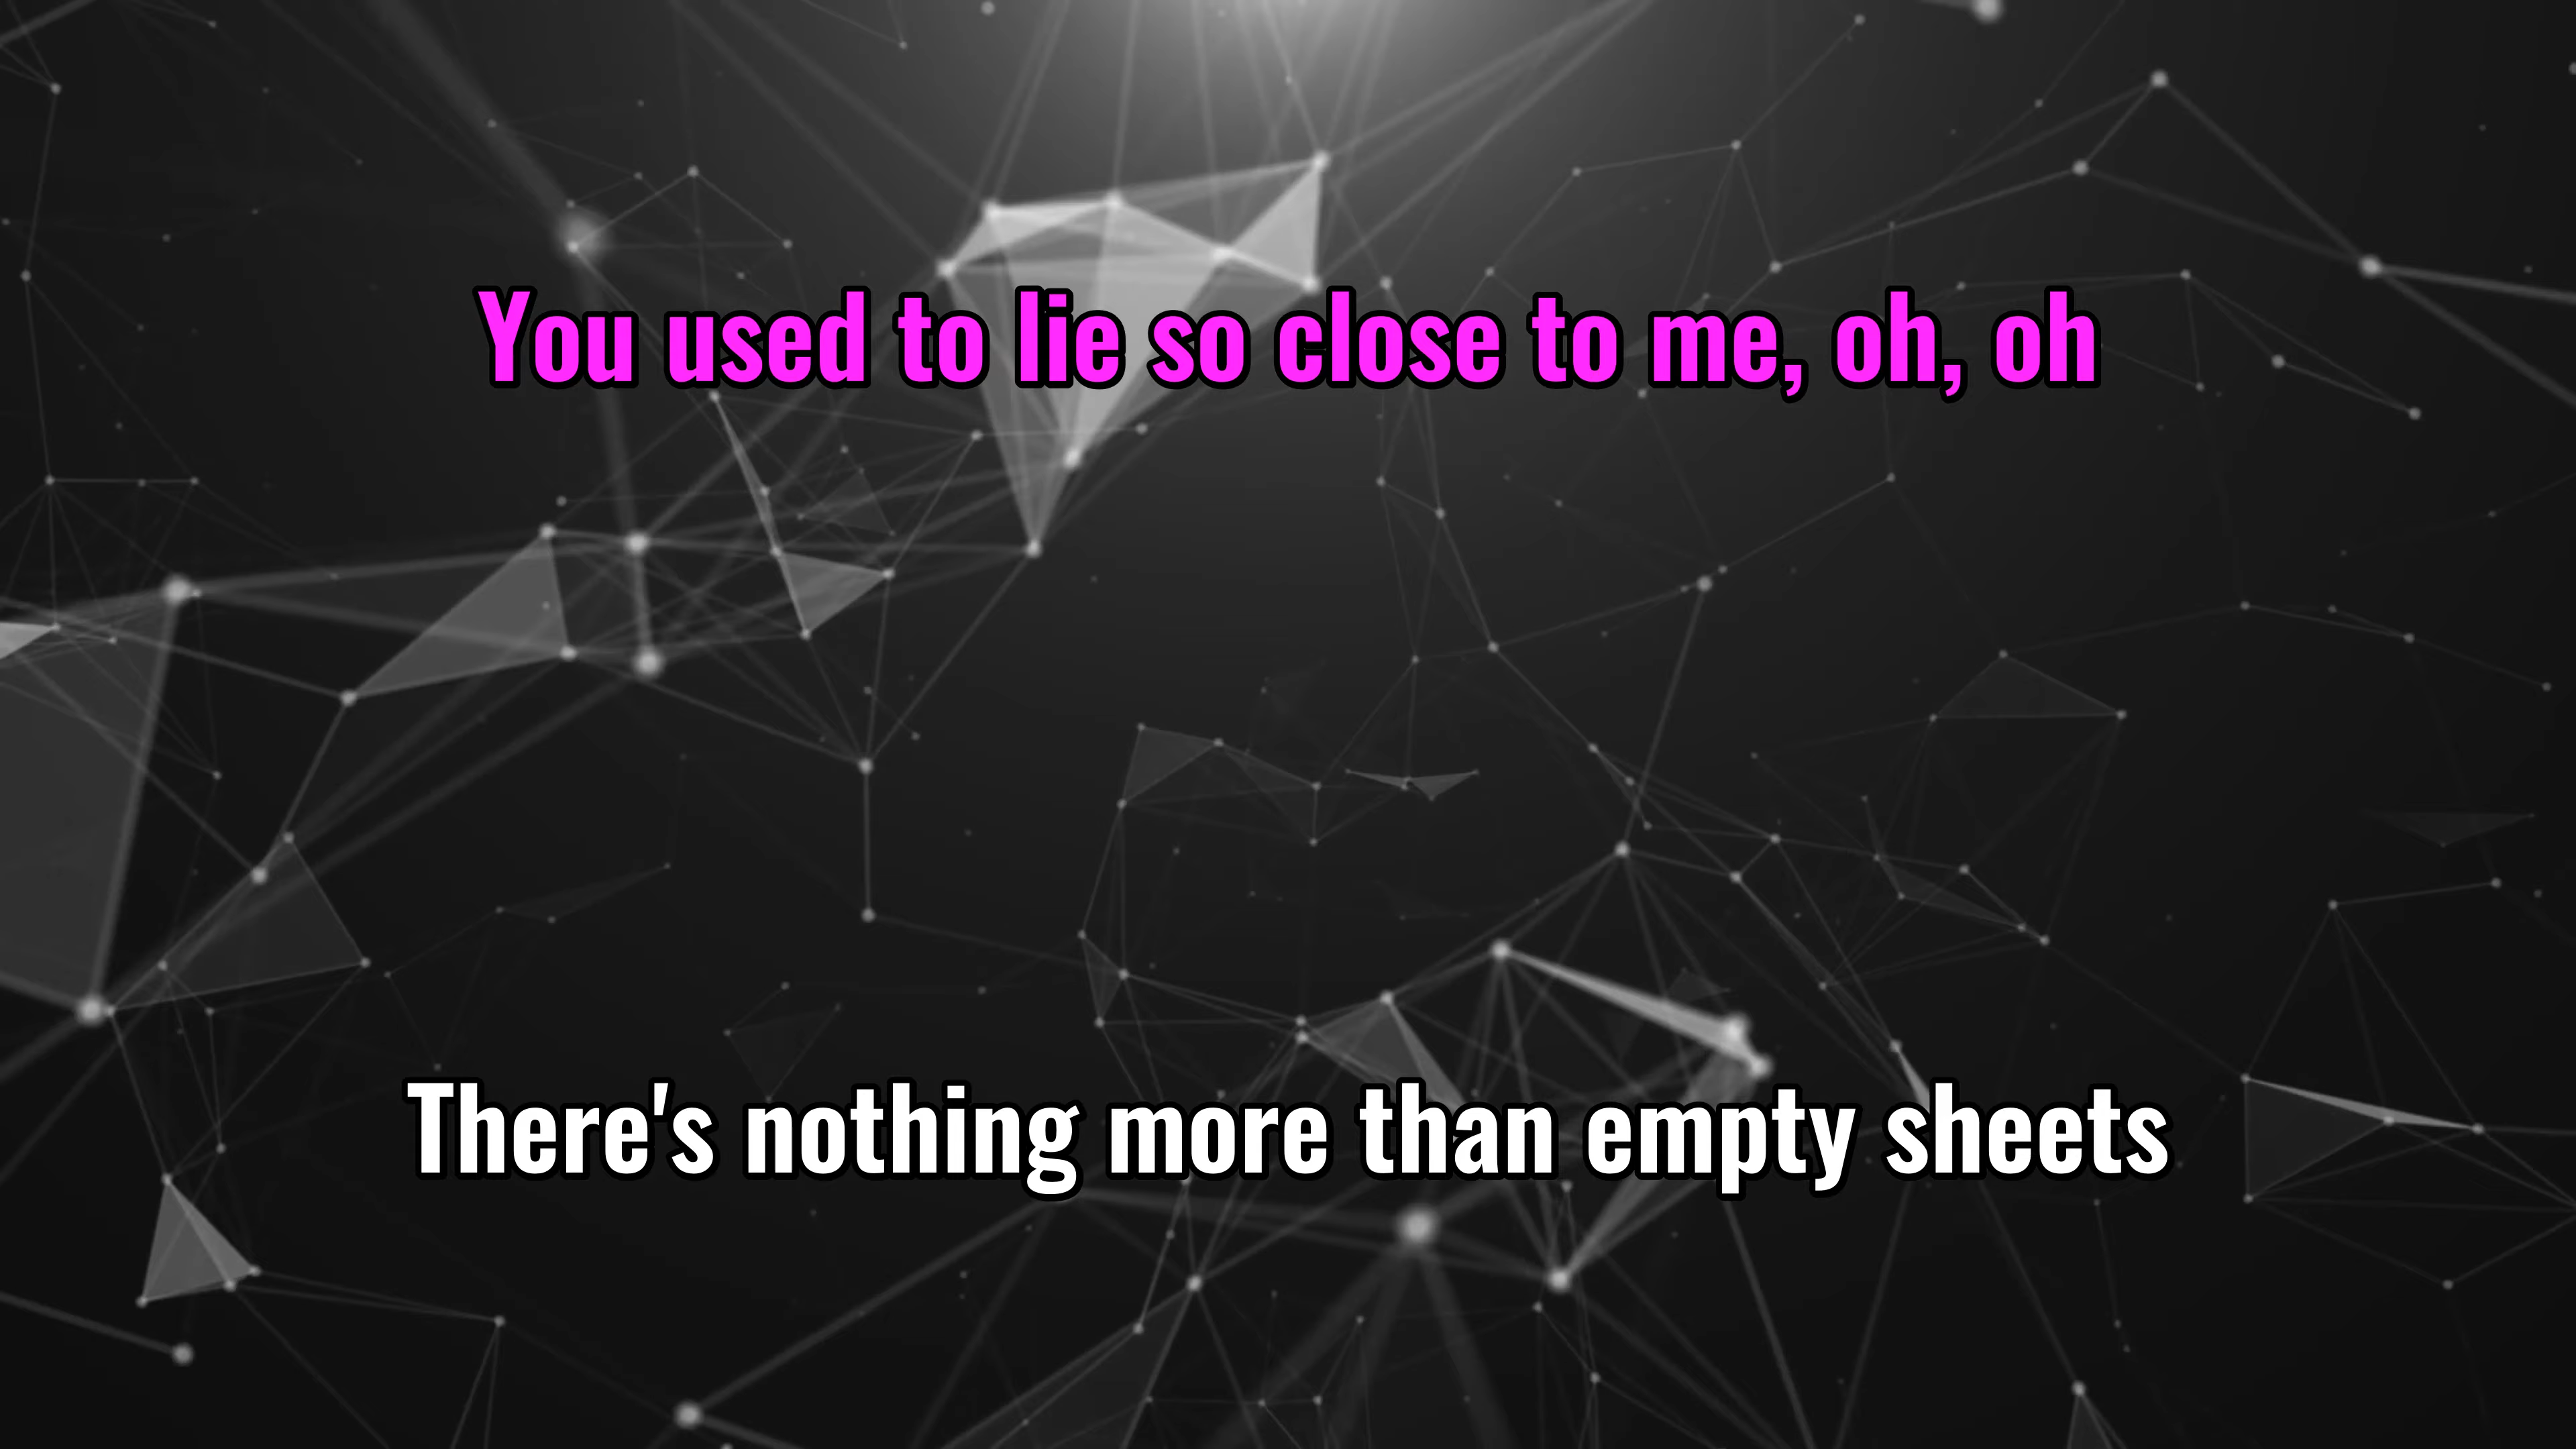 You used to lie so close to me, oh, oh
There's nothing more than empty sheets